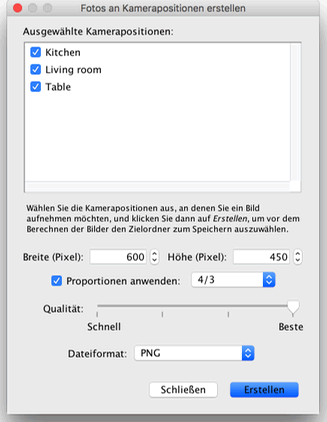 Fotos an Kamerapositionen erstellen
Ausgewählte Kamerapositionen:
Kitchen
Living room
Table
Wählen Sie die Kamerapositionen aus, an denen Sie ein Bild
aufnehmen möchten, und klicken Sie dann auf Erstellen, um vor dem
Berechnen der Bilder den Zielordner zum Speichern auszuwählen.
Breite (Pixel): 600 Höhe (Pixel): 450
Proportionen anwenden: 4/3
Qualität:
Schnell Beste
Dateiformat: PNG
Schließen Erstellen